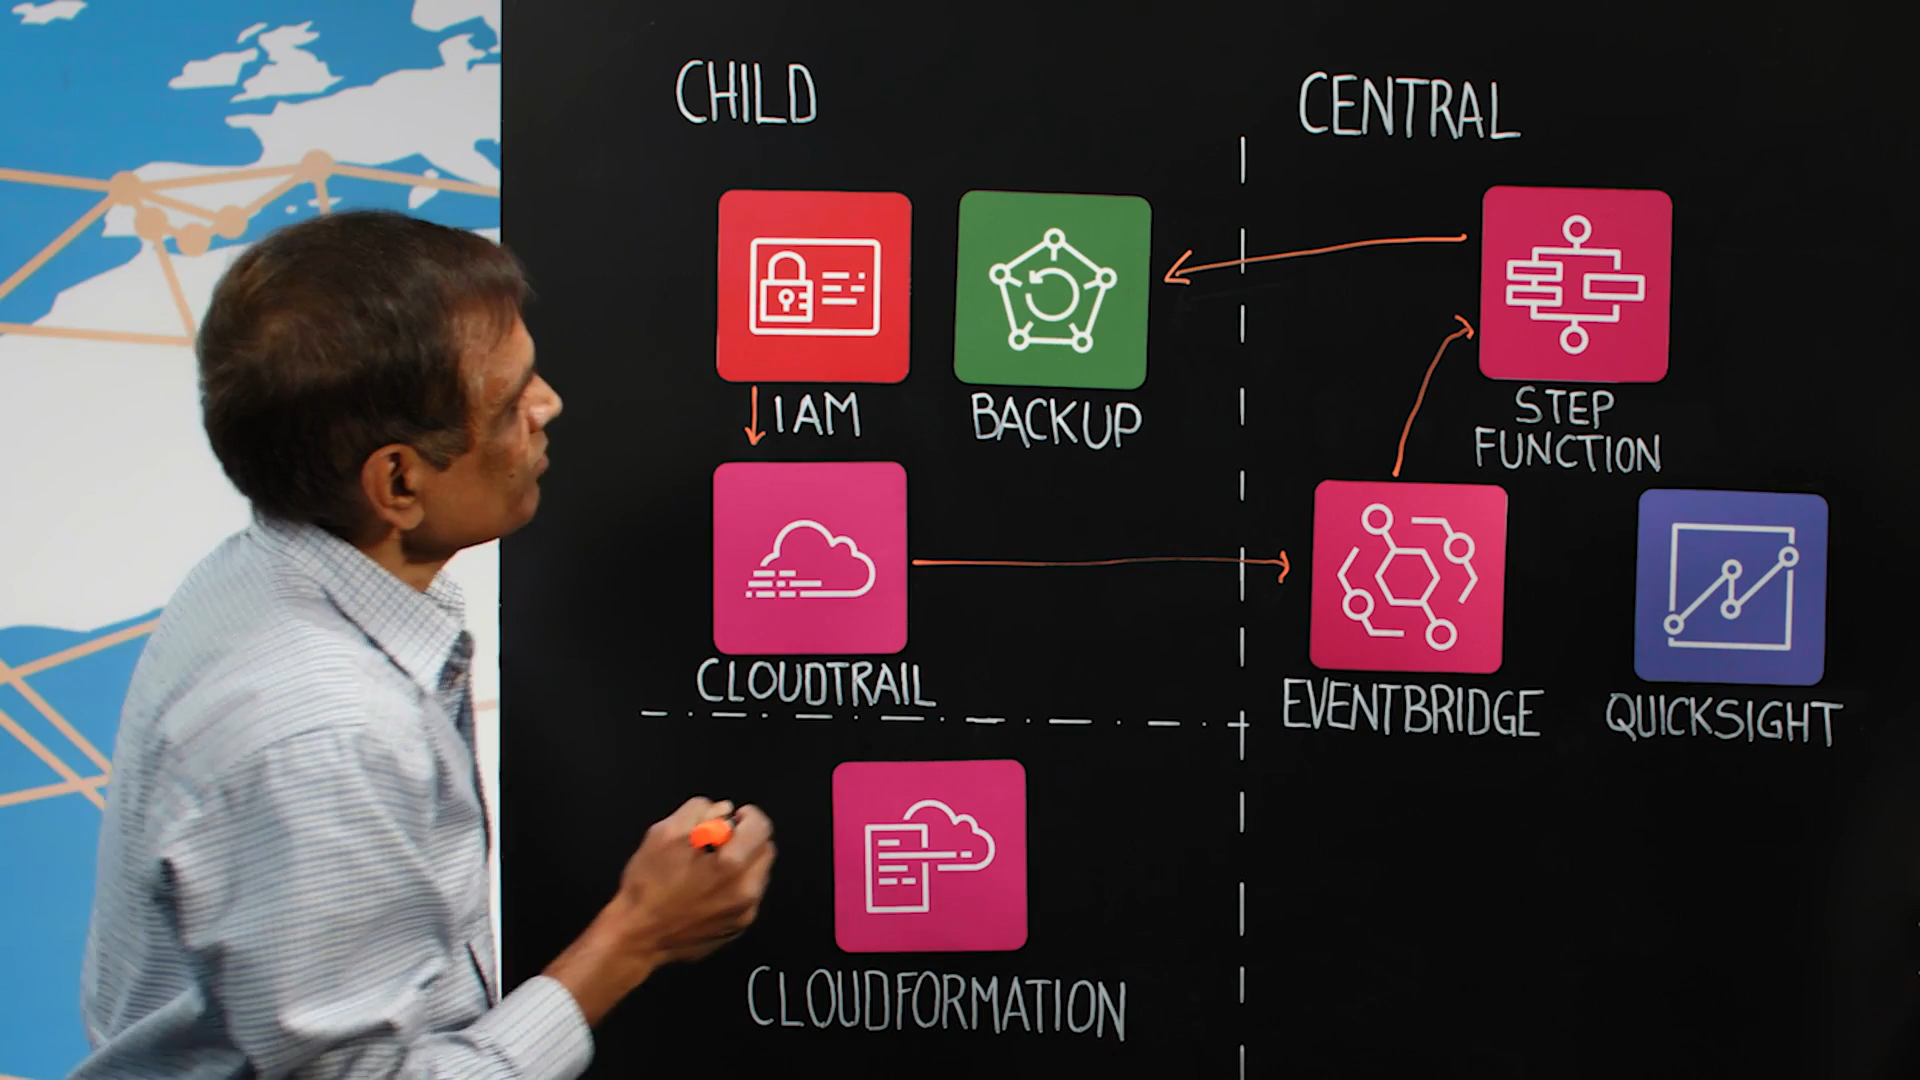 CHILD
CENTRAL
IAM
BACKUP
STEP
FUNCTION
CLOUDTRAIL
EVENTBRIDGE
QUICKSIGHT
CLOUDFORMATION